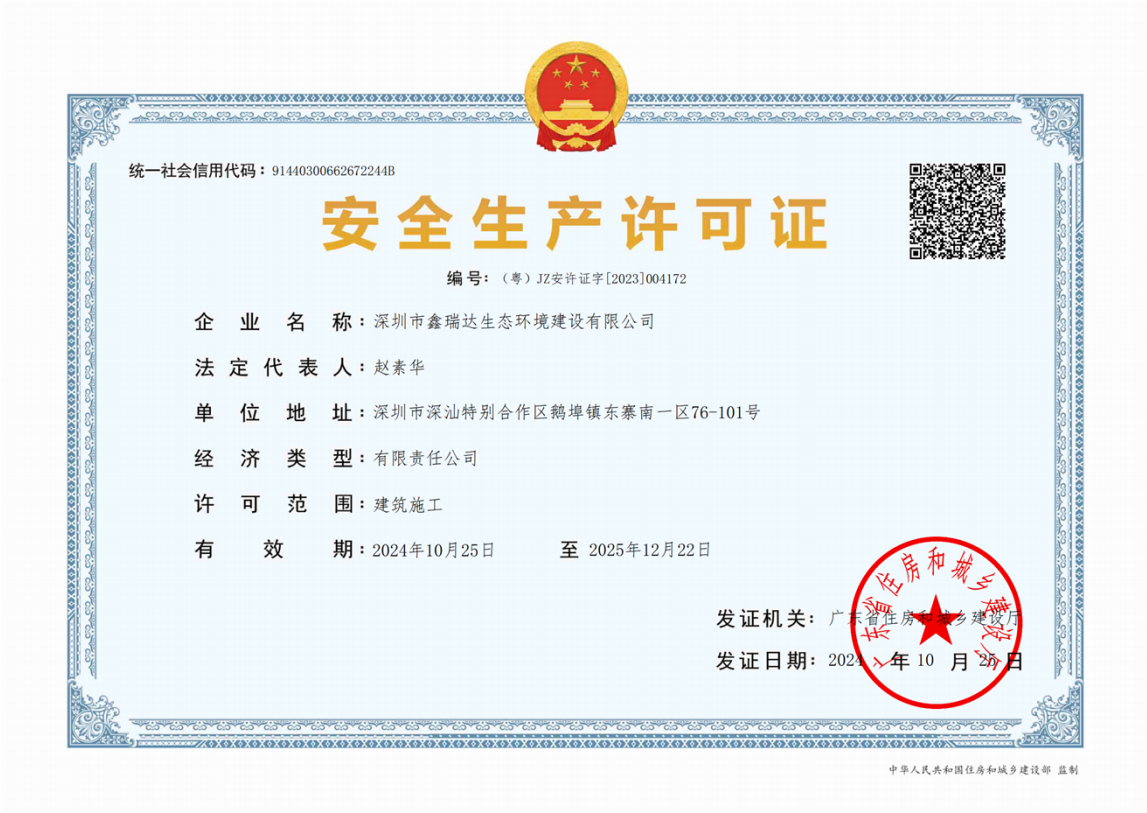 统一社会信用代码：91440300662672244B
安全生产许可证
编号：（粤）JZ安许证字[2023]004172
企业名称：深圳市鑫瑞达生态环境建设有限公司
法定代表人：赵素华
单位地址：深圳市深汕特别合作区鹅埠镇东寨南一区76-101号
经济类型：有限责任公司
许可范围：建筑施工
有效期：2024年10月25日 至 2025年12月22日
发证机关：广东省住房和城乡建设厅
发证日期：2024 年 10 月 25 日
广东省住房和城乡建设厅
中华人民共和国住房和城乡建设部 监制